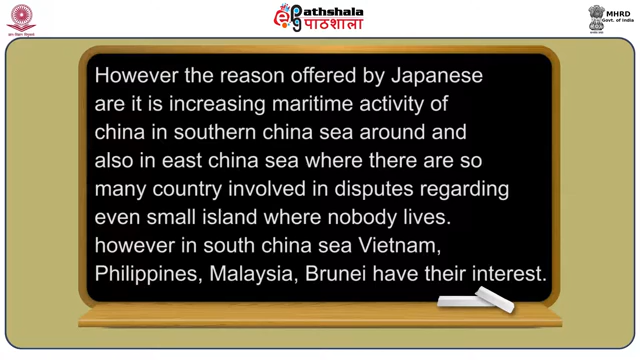 ePathshala
पाठशाला
MHRD
Govt. of India
However the reason offered by Japanese
are it is increasing maritime activity of
china in southern china sea around and
also in east china sea where there are so
many country involved in disputes regarding
even small island where nobody lives.
however in south china sea Vietnam,
Philippines, Malaysia, Brunei have their interest.